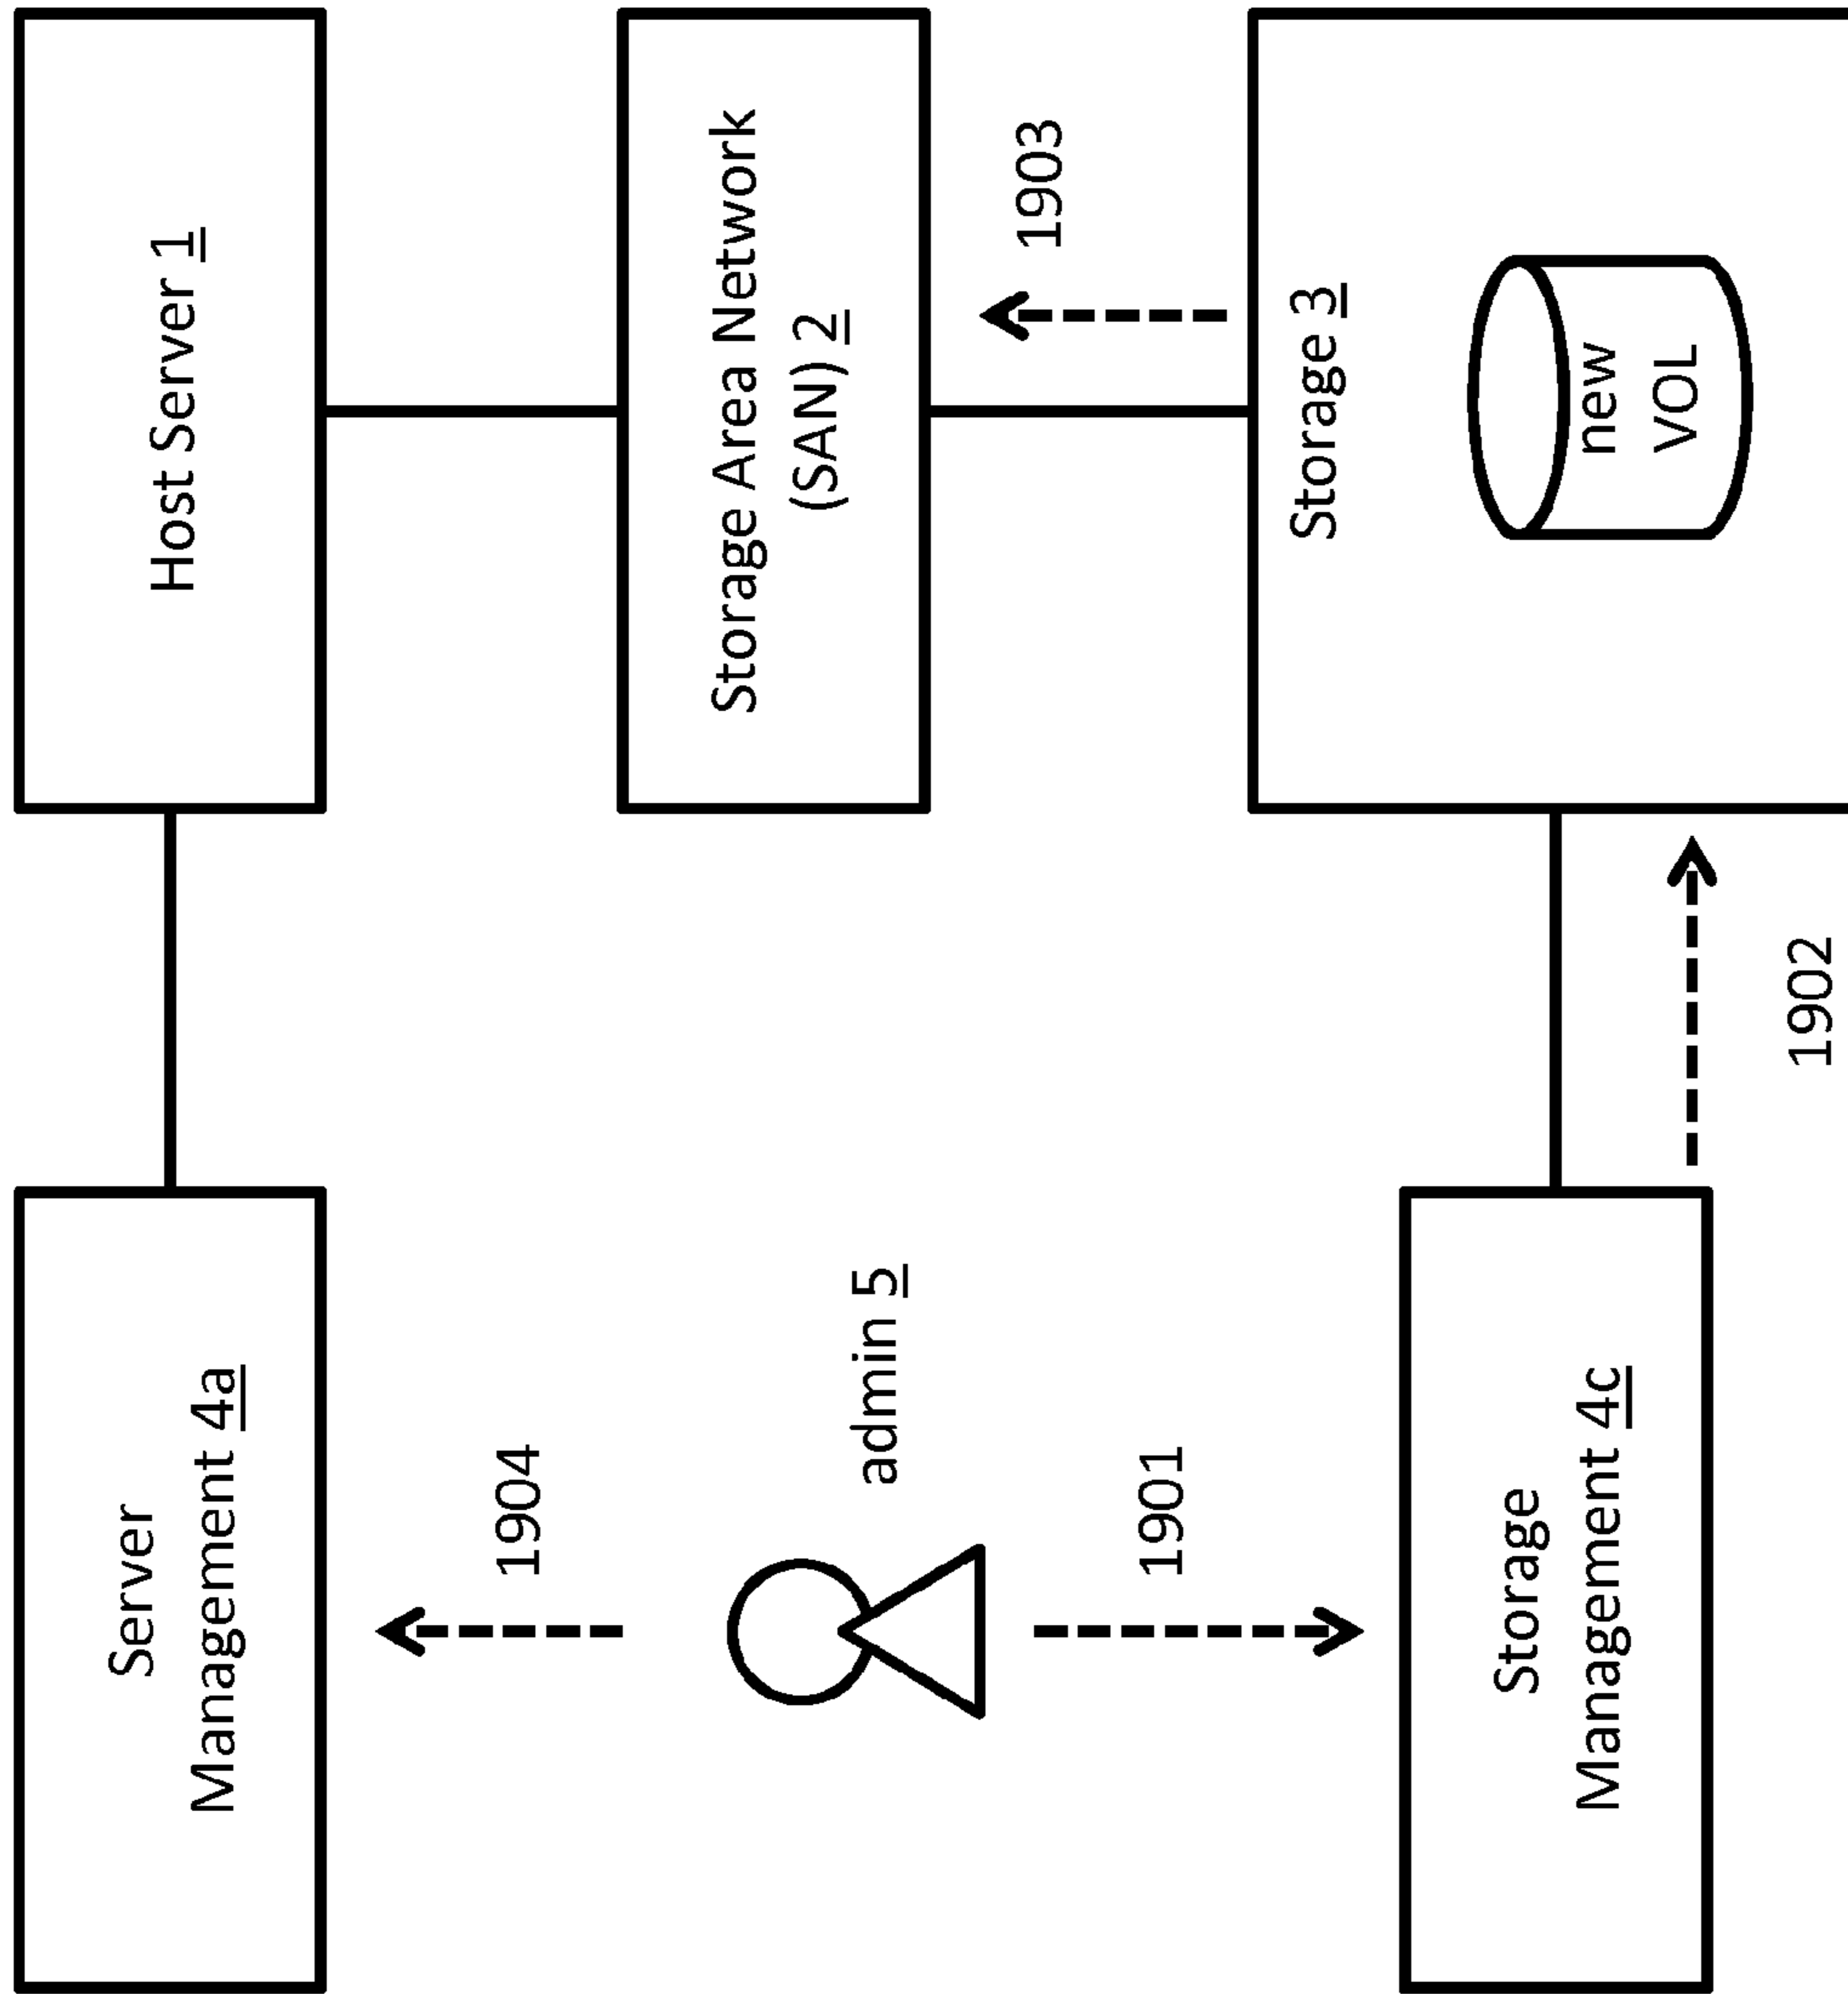 Server
Management 4a
Host Server 1
1904
Storage Area Network
(SAN) 2
admin 5
1903
1901
Storage 3
Storage
Management 4c
new
VOL
1902